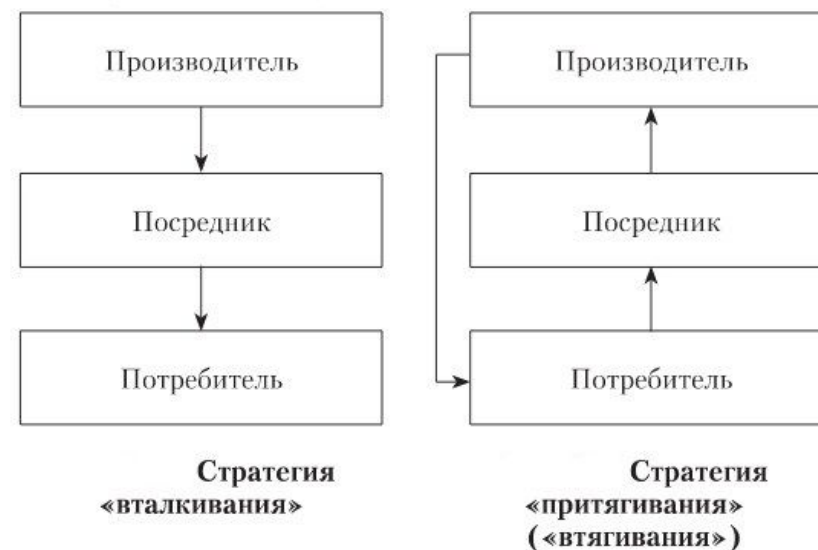 Производитель
Посредник
Потребитель
Стратегия
«вталкивания»
Производитель
Посредник
Потребитель
Стратегия
«притягивания»
(«втягивания»)